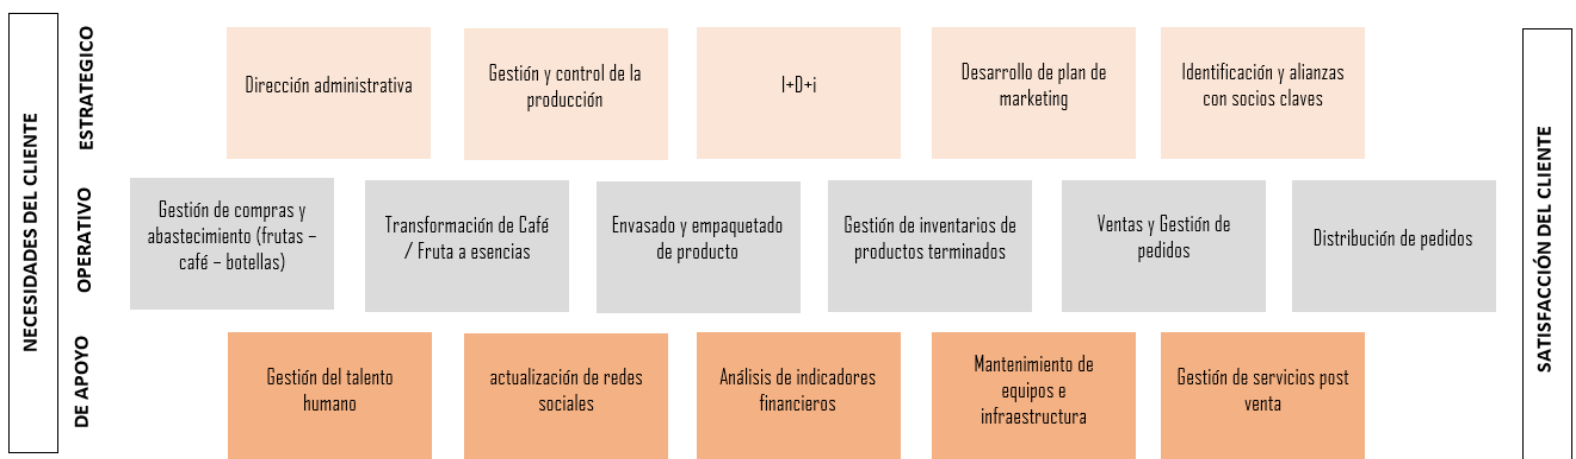 NECESIDADES DEL CLIENTE
ESTRATEGICO
Dirección administrativa
Gestión y control de la
producción
I+D+i
Desarrollo de plan de
marketing
Identificación y alianzas
con socios claves
OPERATIVO
Gestión de compras y
abastecimiento (frutas –
café – botellas)
Transformación de Café
/ Fruta a esencias
Envasado y empaquetado
de producto
Gestión de inventarios de
productos terminados
Ventas y Gestión de
pedidos
Distribución de pedidos
DE APOYO
Gestión del talento
humano
actualización de redes
sociales
Análisis de indicadores
financieros
Mantenimiento de
equipos e
infraestructura
Gestión de servicios post
venta
SATISFACCIÓN DEL CLIENTE